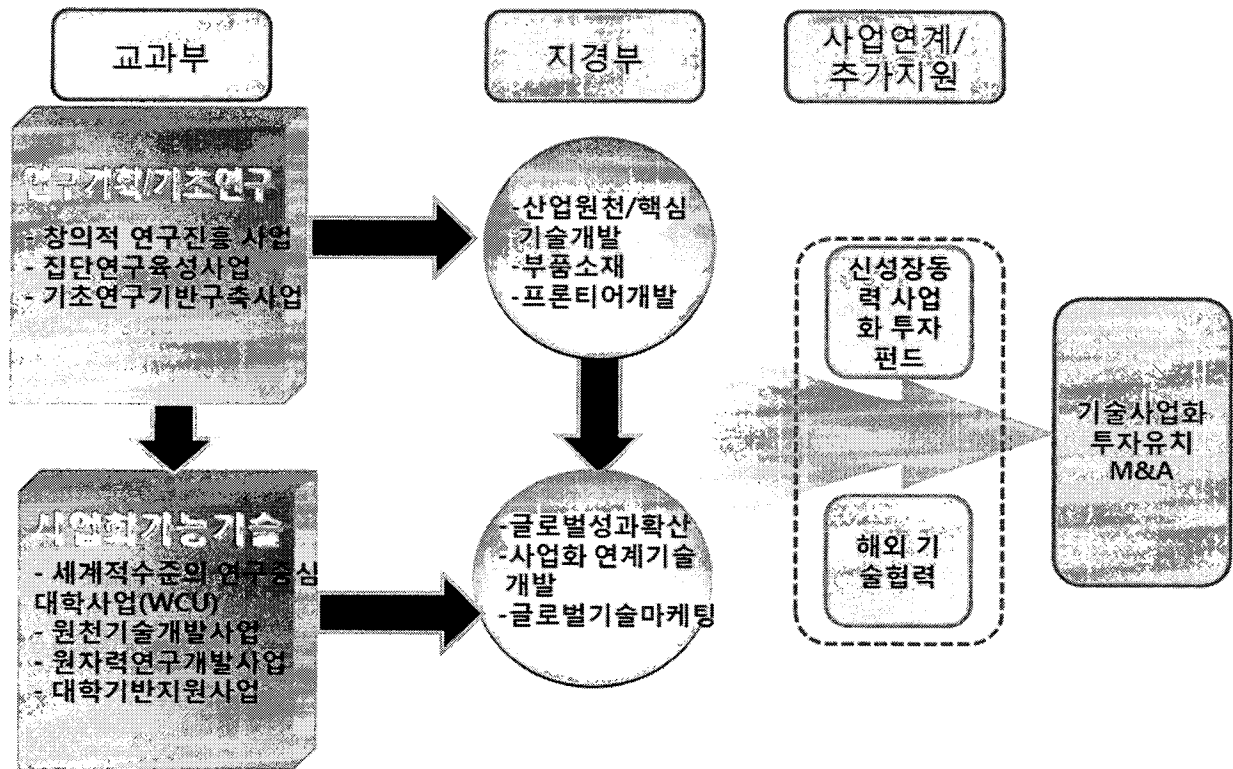 교과부
지경부
사업연계/
추가지원
연구기획/기초연구
- 창의적 연구진흥 사업
- 집단연구육성사업
- 기초연구기반구축사업
-산업원천/핵심
기술개발
-부품소재
-프론티어개발
신성장동
력 사업
화 투자
펀드
기술사업화
투자유치
M&A
사업화가능기술
- 세계적수준의 연구중심
대학사업(WCU)
- 원천기술개발사업
- 원자력연구개발사업
- 대학기반지원사업
-글로벌성과확산
-사업화 연계기술
개발
-글로벌기술마케팅
해외 기
술협력